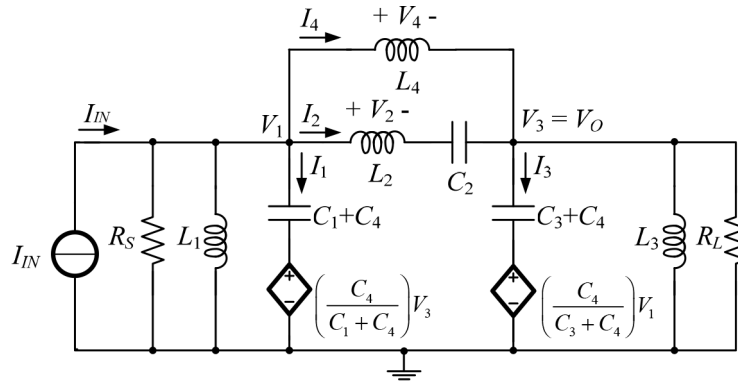 I4
+ V4 -
L4
IIN
V1
I2
+ V2 -
V3 = VO
L2
C2
I1
I3
IIN
RS
L1
C1+C4
C3+C4
L3
RL
+
-
(C4 / (C1 + C4)) V3
+
-
(C4 / (C3 + C4)) V1